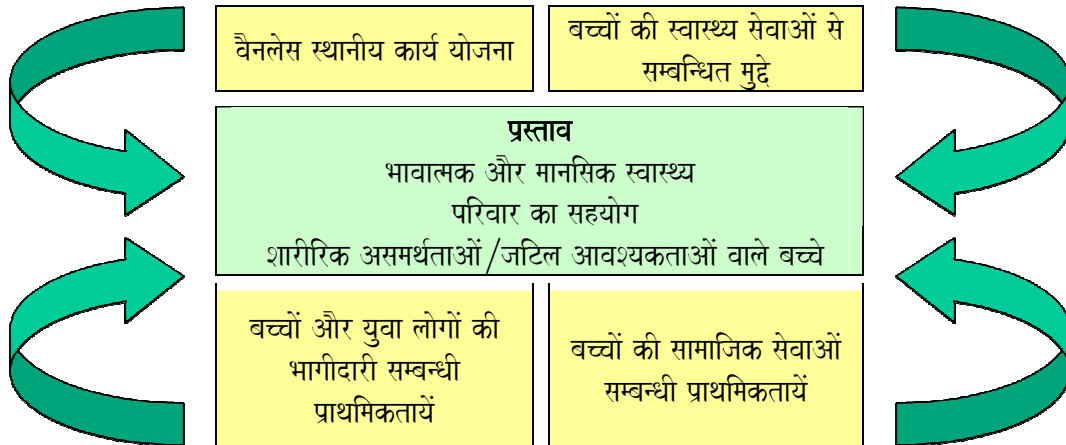 वैनलेस स्थानीय कार्य योजना
बच्चों की स्वास्थ्य सेवाओं से
सम्बन्धित मुद्दे
प्रस्ताव
भावात्मक और मानसिक स्वास्थ्य
परिवार का सहयोग
शारीरिक असमर्थताओं/जटिल आवश्यकताओं वाले बच्चे
बच्चों और युवा लोगों की
भागीदारी सम्बन्धी
प्राथमिकतायें
बच्चों की सामाजिक सेवाओं
सम्बन्धी प्राथमिकतायें